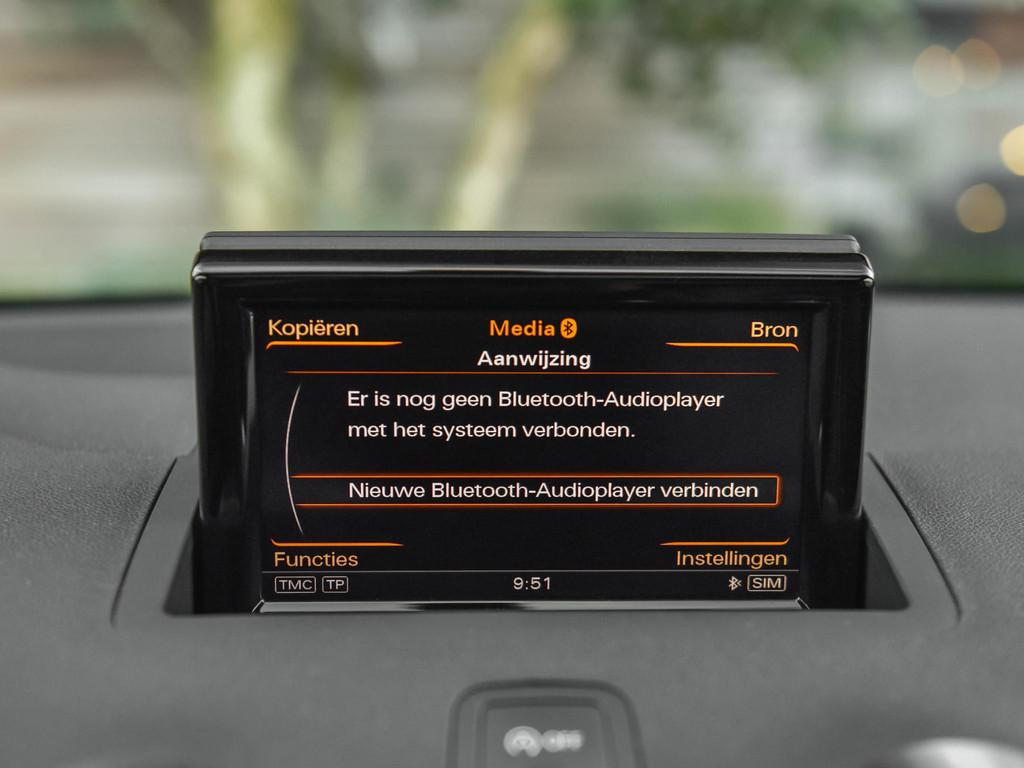 Kopiëren Media Bron
Aanwijzing
Er is nog geen Bluetooth-Audioplayer
met het systeem verbonden.
Nieuwe Bluetooth-Audioplayer verbinden
Functies Instellingen
TMC TP 9:51 SIM
OFF